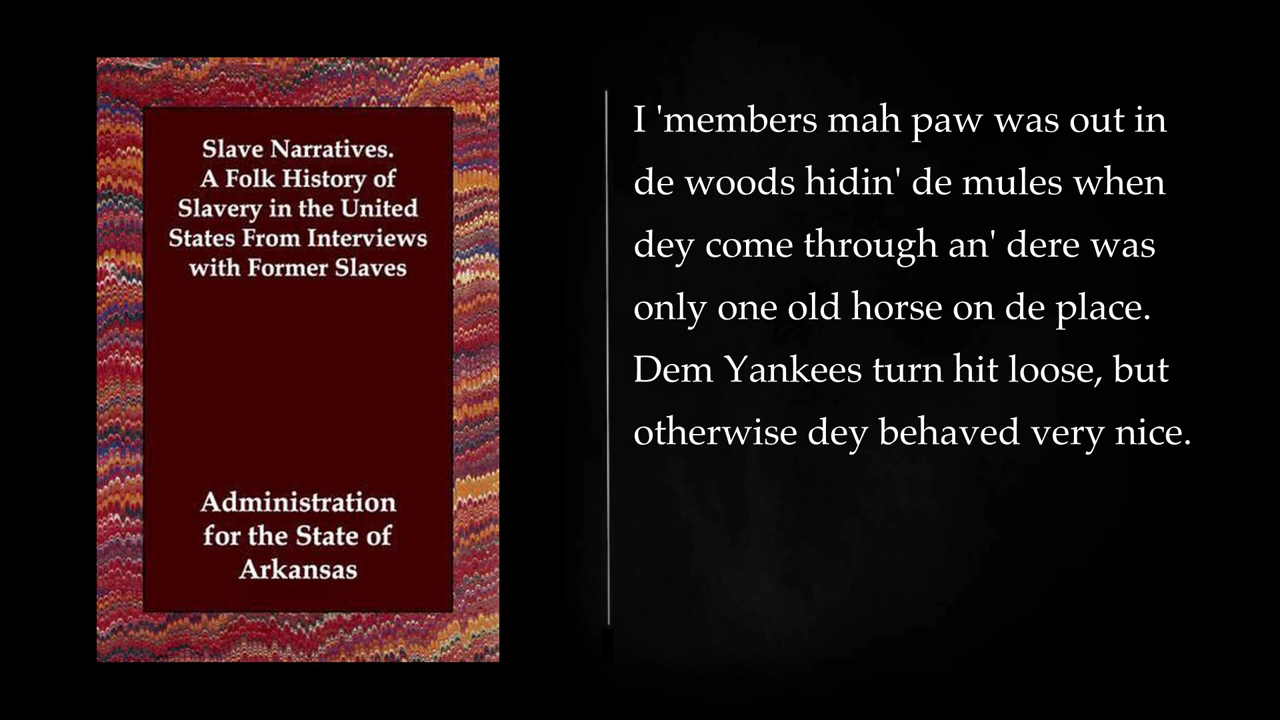 Slave Narratives.
A Folk History of
Slavery in the United
States From Interviews
with Former Slaves
Administration
for the State of
Arkansas
I 'members mah paw was out in
de woods hidin' de mules when
dey come through an' dere was
only one old horse on de place.
Dem Yankees turn hit loose, but
otherwise dey behaved very nice.